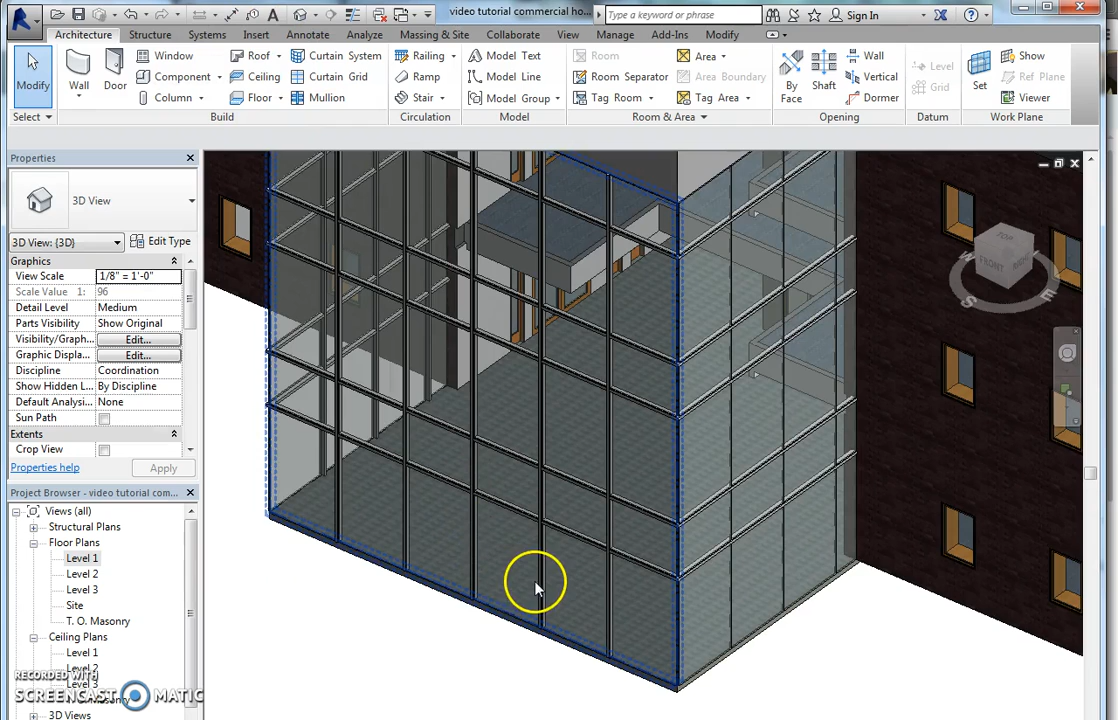 video tutorial commercial ho...
Type a keyword or phrase
Sign In
Architecture Structure Systems Insert Annotate Analyze Massing & Site Collaborate View Manage Add-Ins Modify
Modify
Select
Wall
Door
Window
Component
Column
Roof
Ceiling
Floor
Curtain System
Curtain Grid
Mullion
Build
Railing
Ramp
Stair
Circulation
Model Text
Model Line
Model Group
Model
Room
Room Separator
Tag Room
Area
Area Boundary
Tag Area
Room & Area
By Face
Shaft
Wall
Vertical
Dormer
Opening
Level
Grid
Datum
Set
Show
Ref Plane
Viewer
Work Plane
Properties
3D View
3D View: {3D} Edit Type
Graphics
View Scale 1/8" = 1'-0"
Scale Value 1: 96
Detail Level Medium
Parts Visibility Show Original
Visibility/Graph... Edit...
Graphic Displa... Edit...
Discipline Coordination
Show Hidden L... By Discipline
Default Analysi... None
Sun Path
Extents
Crop View
Properties help Apply
Project Browser - video tutorial com...
Views (all)
Structural Plans
Floor Plans
Level 1
Level 2
Level 3
Site
T. O. Masonry
Ceiling Plans
Level 1
Level 2
Level 3
3D Views
RECORDED WITH
SCREENCAST MATIC
TOP
FRONT
W
S
E